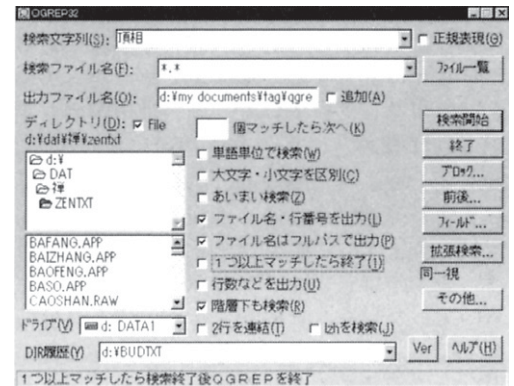 OGREP32
検索文字列(S): 頂相
正規表現(G)
検索ファイル名(F): *.*
ファイル一覧
出力ファイル名(O): d:¥my documents¥tag¥qgre
追加(A)
ディレクトリ(D): File
d:¥dat¥禅¥zentxt
個マッチしたら次へ(K)
検索開始
単語単位で検索(W)
終了
d:¥
DAT
禅
ZENTXT
大文字・小文字を区別(C)
ブロック...
あいまい検索(Z)
前後...
ファイル名・行番号を出力(L)
フィールド...
ファイル名はフルパスで出力(P)
拡張検索...
BAFANG.APP
BAIZHANG.APP
BAOFENG.APP
BASO.APP
CAOSHAN.RAW
1つ以上マッチしたら終了(1)
同一視
行数などを出力(U)
その他...
階層下も検索(R)
ドライブ(V) d: DATA1
2行を連結(T)
lzhを検索(J)
DIR履歴(Y) d:¥BUDTXT
Ver
ヘルプ(H)
1つ以上マッチしたら検索終了後QGREPを終了